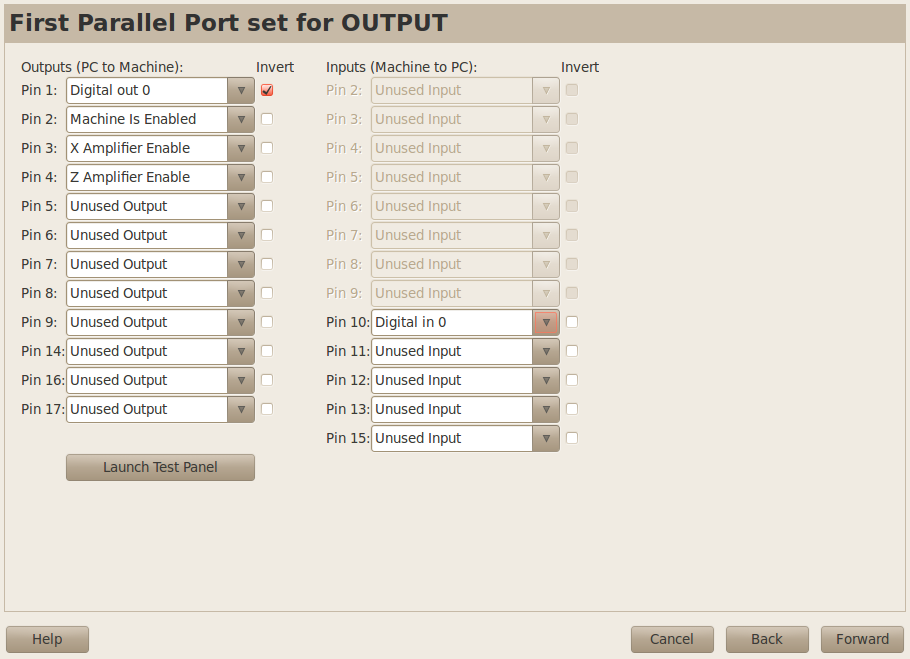 First Parallel Port set for OUTPUT
Outputs (PC to Machine): Invert Inputs (Machine to PC): Invert
Pin 1: Digital out 0 Pin 2: Unused Input
Pin 2: Machine Is Enabled Pin 3: Unused Input
Pin 3: X Amplifier Enable Pin 4: Unused Input
Pin 4: Z Amplifier Enable Pin 5: Unused Input
Pin 5: Unused Output Pin 6: Unused Input
Pin 6: Unused Output Pin 7: Unused Input
Pin 7: Unused Output Pin 8: Unused Input
Pin 8: Unused Output Pin 9: Unused Input
Pin 9: Unused Output Pin 10: Digital in 0
Pin 14: Unused Output Pin 11: Unused Input
Pin 16: Unused Output Pin 12: Unused Input
Pin 17: Unused Output Pin 13: Unused Input
Pin 15: Unused Input
Launch Test Panel
Help Cancel Back Forward